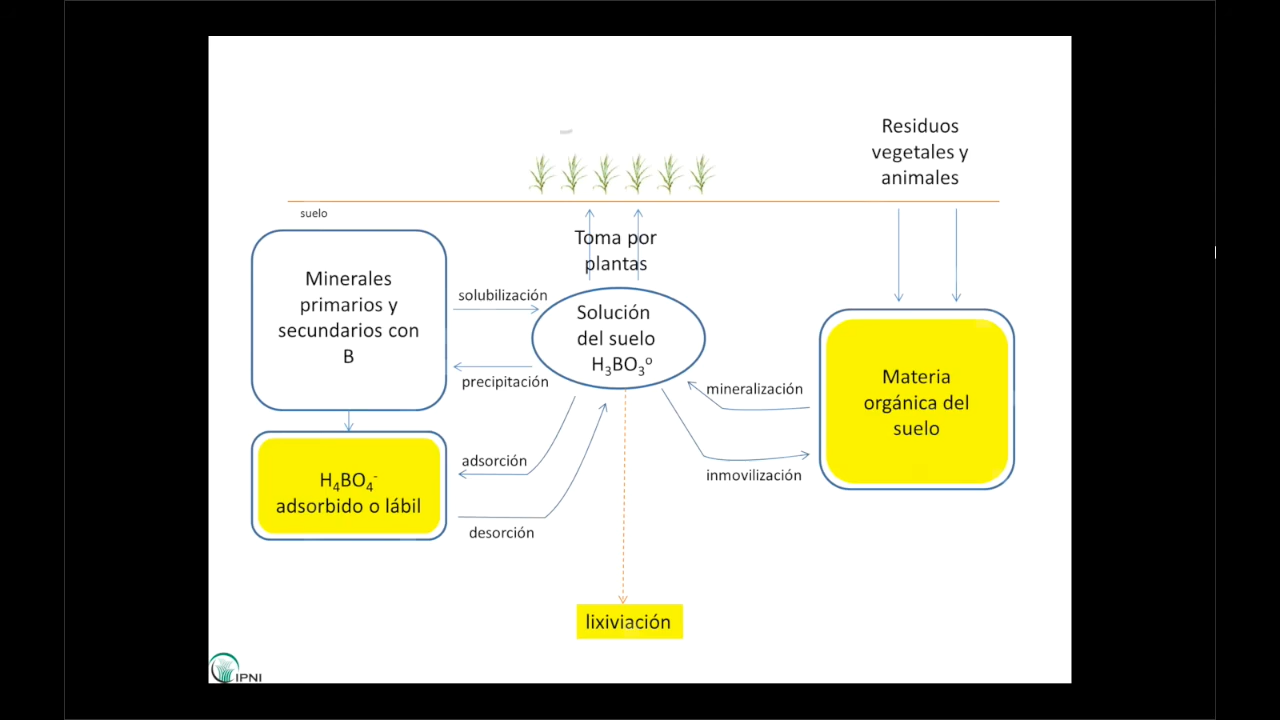 Residuos
vegetales y
animales
suelo
Toma por
plantas
Minerales
primarios y
secundarios con
B
solubilización
Solución
del suelo
H₃BO₃⁰
precipitación
mineralización
Materia
orgánica del
suelo
adsorción
inmovilización
H₄BO₄⁻
adsorbido o lábil
desorción
lixiviación
IPNI